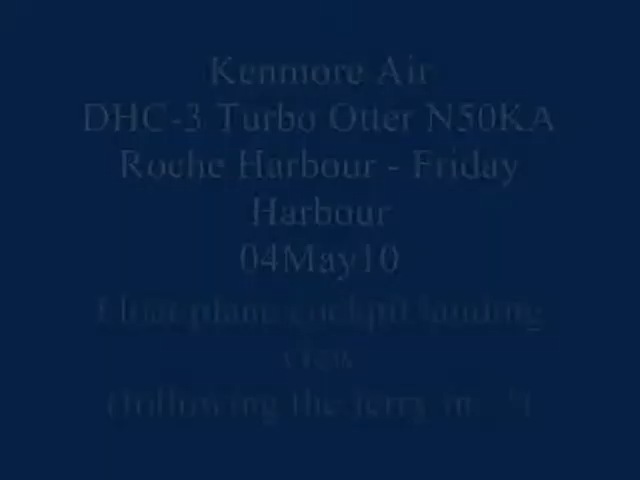 Kenmore Air
DHC-3 Turbo Otter N50KA
Roche Harbour - Friday
Harbour
04May10
Float plane cockpit landing
view
(following the ferry in...!)